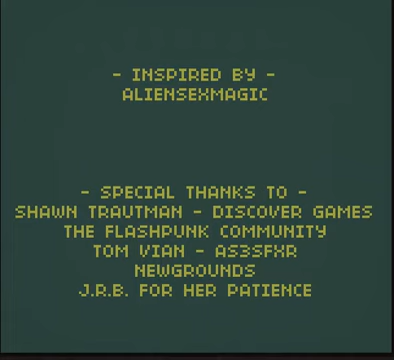 - INSPIRED BY -
ALIENSEXMAGIC
- SPECIAL THANKS TO -
SHAWN TRAUTMAN - DISCOVER GAMES
THE FLASHPUNK COMMUNITY
TOM VIAN - AS3SFXR
NEWGROUNDS
J.R.B. FOR HER PATIENCE